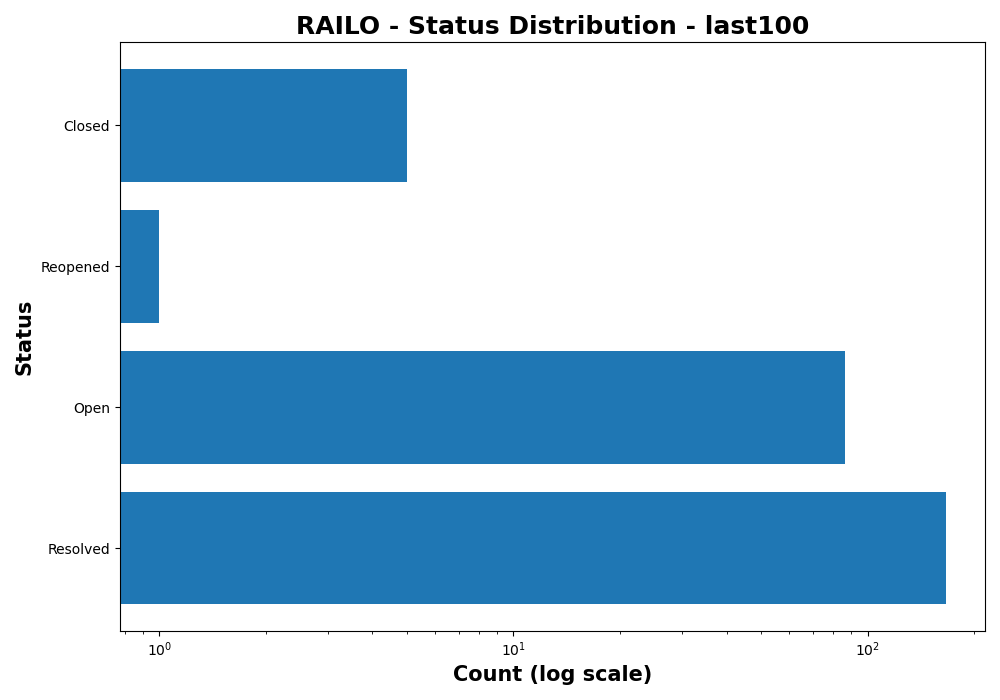 RAILO - Status Distribution - last100
Closed
Reopened
Open
Resolved
Status
10⁰ 10¹ 10²
Count (log scale)